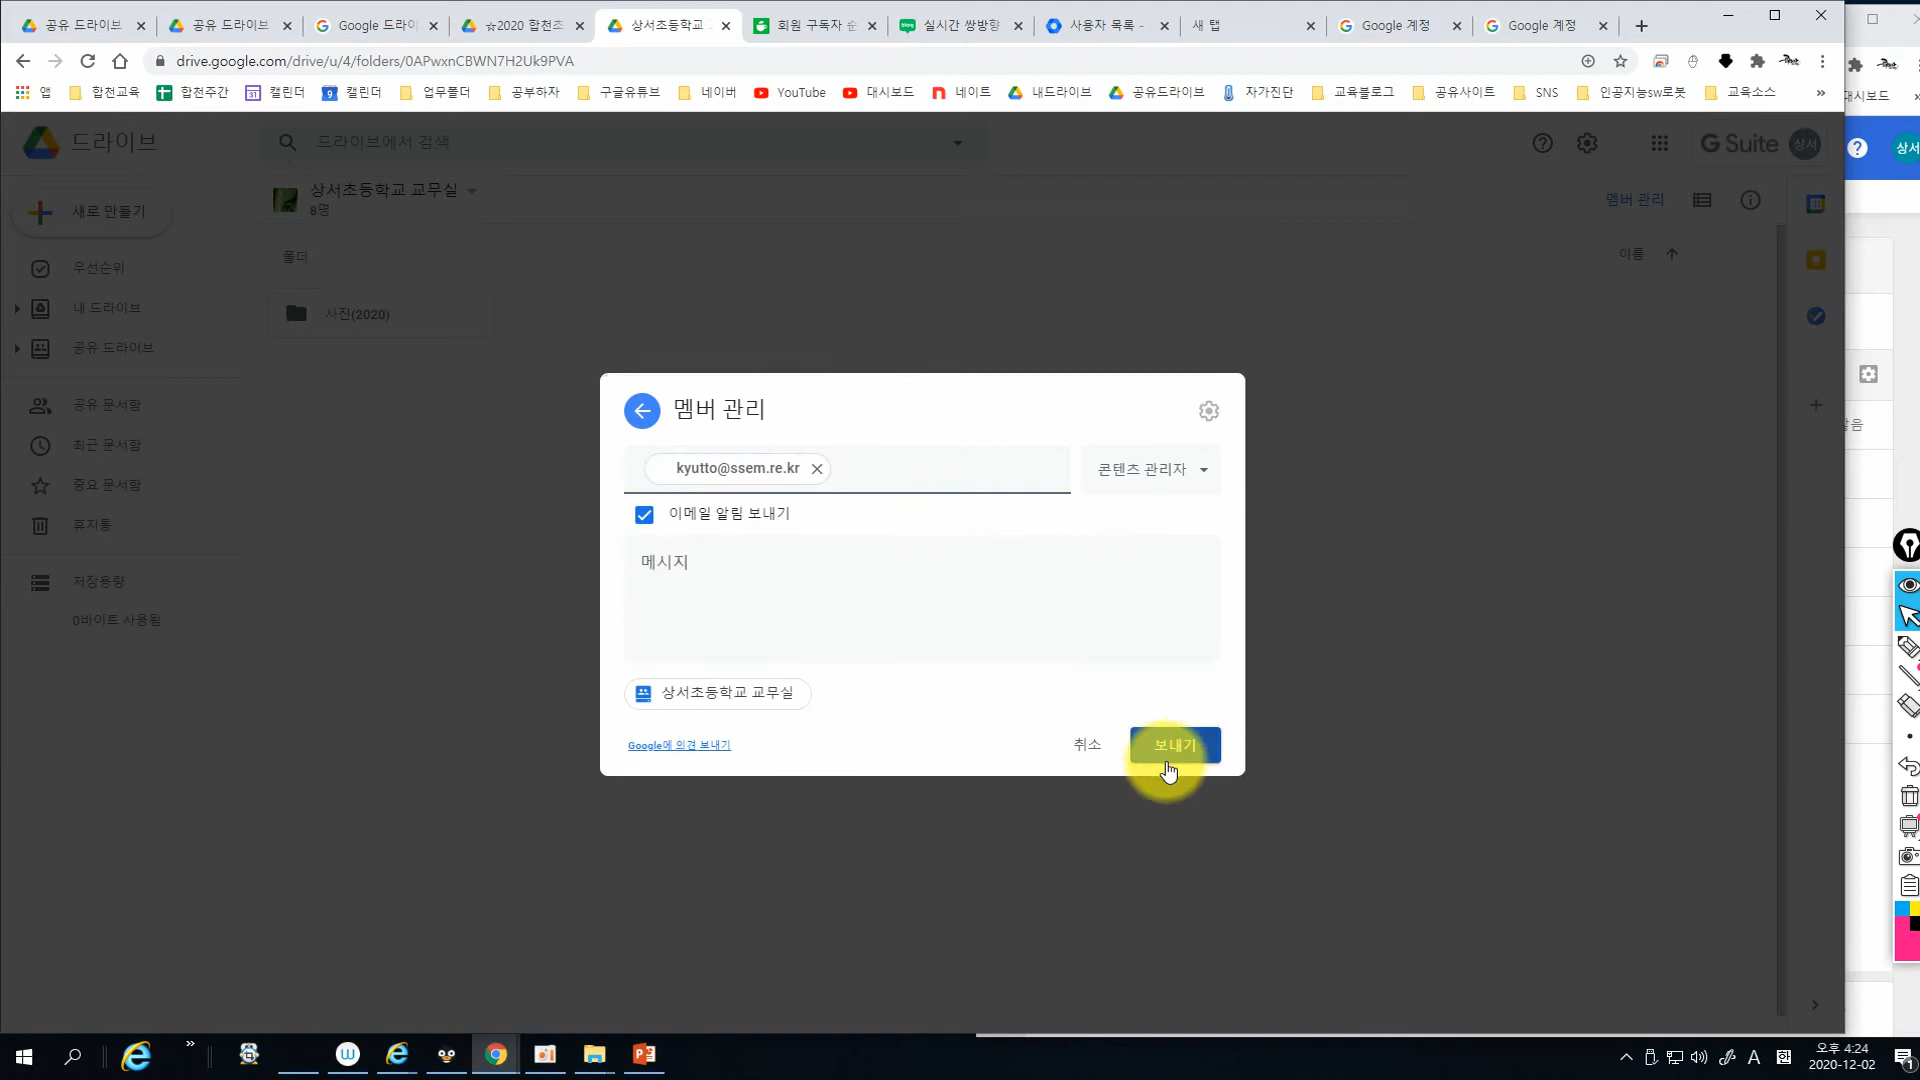 공유 드라이브
공유 드라이브
Google 드라이
☆2020 합천초
상서초등학교
회원 구독자 순
실시간 쌍방향
사용자 목록 -
새 탭
Google 계정
Google 계정
drive.google.com/drive/u/4/folders/0APwxnCBWN7H2Uk9PVA
앱
합천교육
합천주간
캘린더
캘린더
업무폴더
공부하자
구글유튜브
네이버
YouTube
대시보드
네이트
내드라이브
공유드라이브
자가진단
교육블로그
공유사이트
SNS
인공지능sw로봇
교육소스
»
대시보드
드라이브
드라이브에서 검색
G Suite
상서
상서
새로 만들기
상서초등학교 교무실
8명
멤버 관리
폴더
이름
사진(2020)
우선순위
내 드라이브
공유 드라이브
공유 문서함
최근 문서함
중요 문서함
휴지통
저장용량
0바이트 사용됨
멤버 관리
kyutto@ssem.re.kr
콘텐츠 관리자
이메일 알림 보내기
메시지
상서초등학교 교무실
Google에 의견 보내기
취소
보내기
»
A
한
오후 4:24
2020-12-02
1